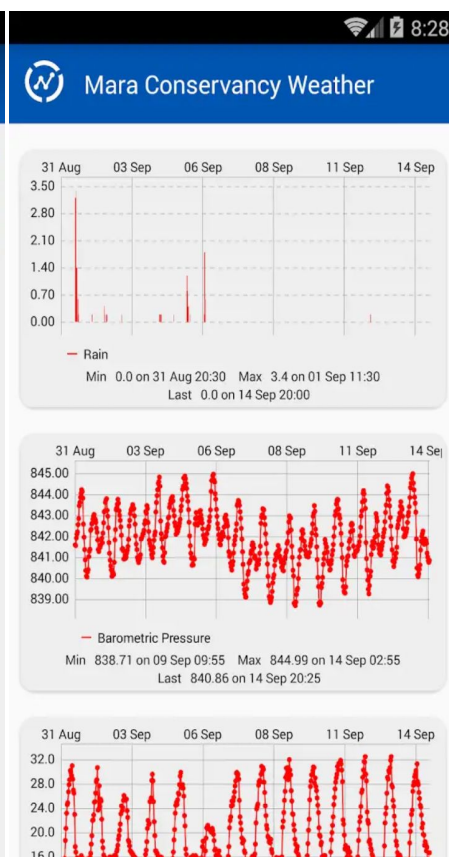 8:28
Mara Conservancy Weather
31 Aug 03 Sep 06 Sep 08 Sep 11 Sep 14 Sep
3.50
2.80
2.10
1.40
0.70
0.00
Rain
Min 0.0 on 31 Aug 20:30 Max 3.4 on 01 Sep 11:30
Last 0.0 on 14 Sep 20:00
31 Aug 03 Sep 06 Sep 08 Sep 11 Sep 14 Se
845.00
844.00
843.00
842.00
841.00
840.00
839.00
Barometric Pressure
Min 838.71 on 09 Sep 09:55 Max 844.99 on 14 Sep 02:55
Last 840.86 on 14 Sep 20:25
31 Aug 03 Sep 06 Sep 08 Sep 11 Sep 14 Sep
32.0
28.0
24.0
20.0
16.0